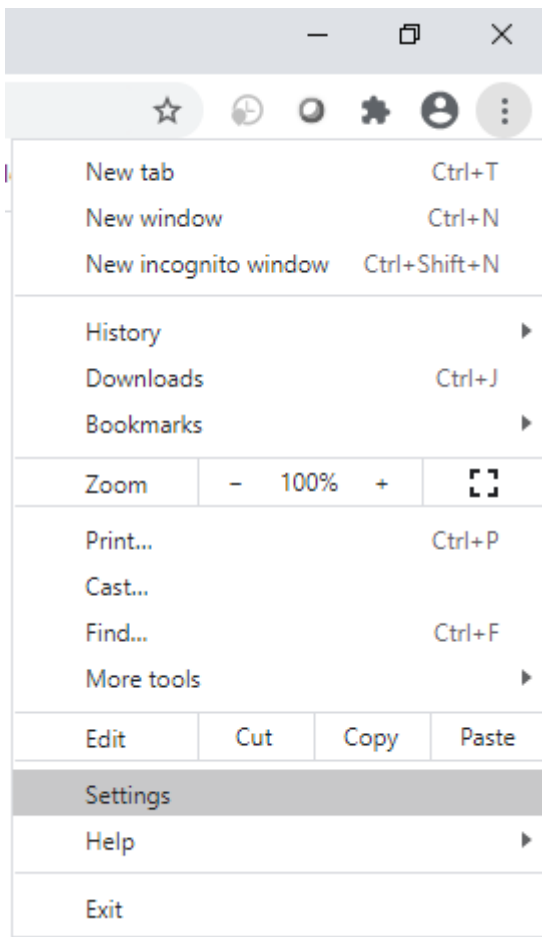 New tab Ctrl+T
New window Ctrl+N
New incognito window Ctrl+Shift+N
History
Downloads Ctrl+J
Bookmarks
Zoom - 100% +
Print... Ctrl+P
Cast...
Find... Ctrl+F
More tools
Edit Cut Copy Paste
Settings
Help
Exit